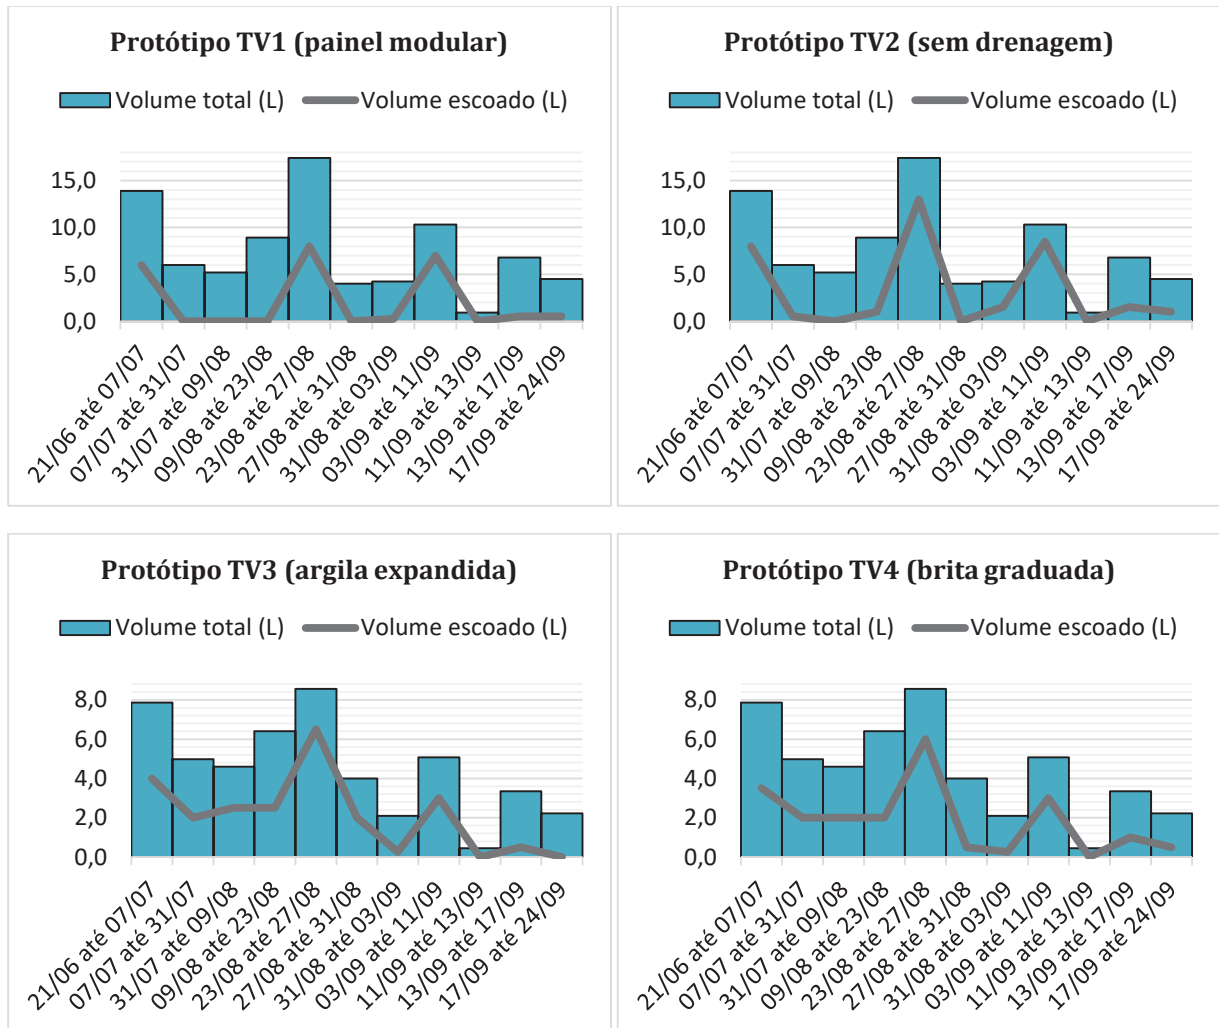 Protótipo TV1 (painel modular)
Volume total (L) Volume escoado (L)
15,0
10,0
5,0
0,0
21/06 até 07/07
07/07 até 31/07
31/07 até 09/08
09/08 até 23/08
23/08 até 27/08
27/08 até 31/08
31/08 até 03/09
03/09 até 11/09
11/09 até 13/09
13/09 até 17/09
17/09 até 24/09
Protótipo TV2 (sem drenagem)
Volume total (L) Volume escoado (L)
15,0
10,0
5,0
0,0
21/06 até 07/07
07/07 até 31/07
31/07 até 09/08
09/08 até 23/08
23/08 até 27/08
27/08 até 31/08
31/08 até 03/09
03/09 até 11/09
11/09 até 13/09
13/09 até 17/09
17/09 até 24/09
Protótipo TV3 (argila expandida)
Volume total (L) Volume escoado (L)
8,0
6,0
4,0
2,0
0,0
21/06 até 07/07
07/07 até 31/07
31/07 até 09/08
09/08 até 23/08
23/08 até 27/08
27/08 até 31/08
31/08 até 03/09
03/09 até 11/09
11/09 até 13/09
13/09 até 17/09
17/09 até 24/09
Protótipo TV4 (brita graduada)
Volume total (L) Volume escoado (L)
8,0
6,0
4,0
2,0
0,0
21/06 até 07/07
07/07 até 31/07
31/07 até 09/08
09/08 até 23/08
23/08 até 27/08
27/08 até 31/08
31/08 até 03/09
03/09 até 11/09
11/09 até 13/09
13/09 até 17/09
17/09 até 24/09